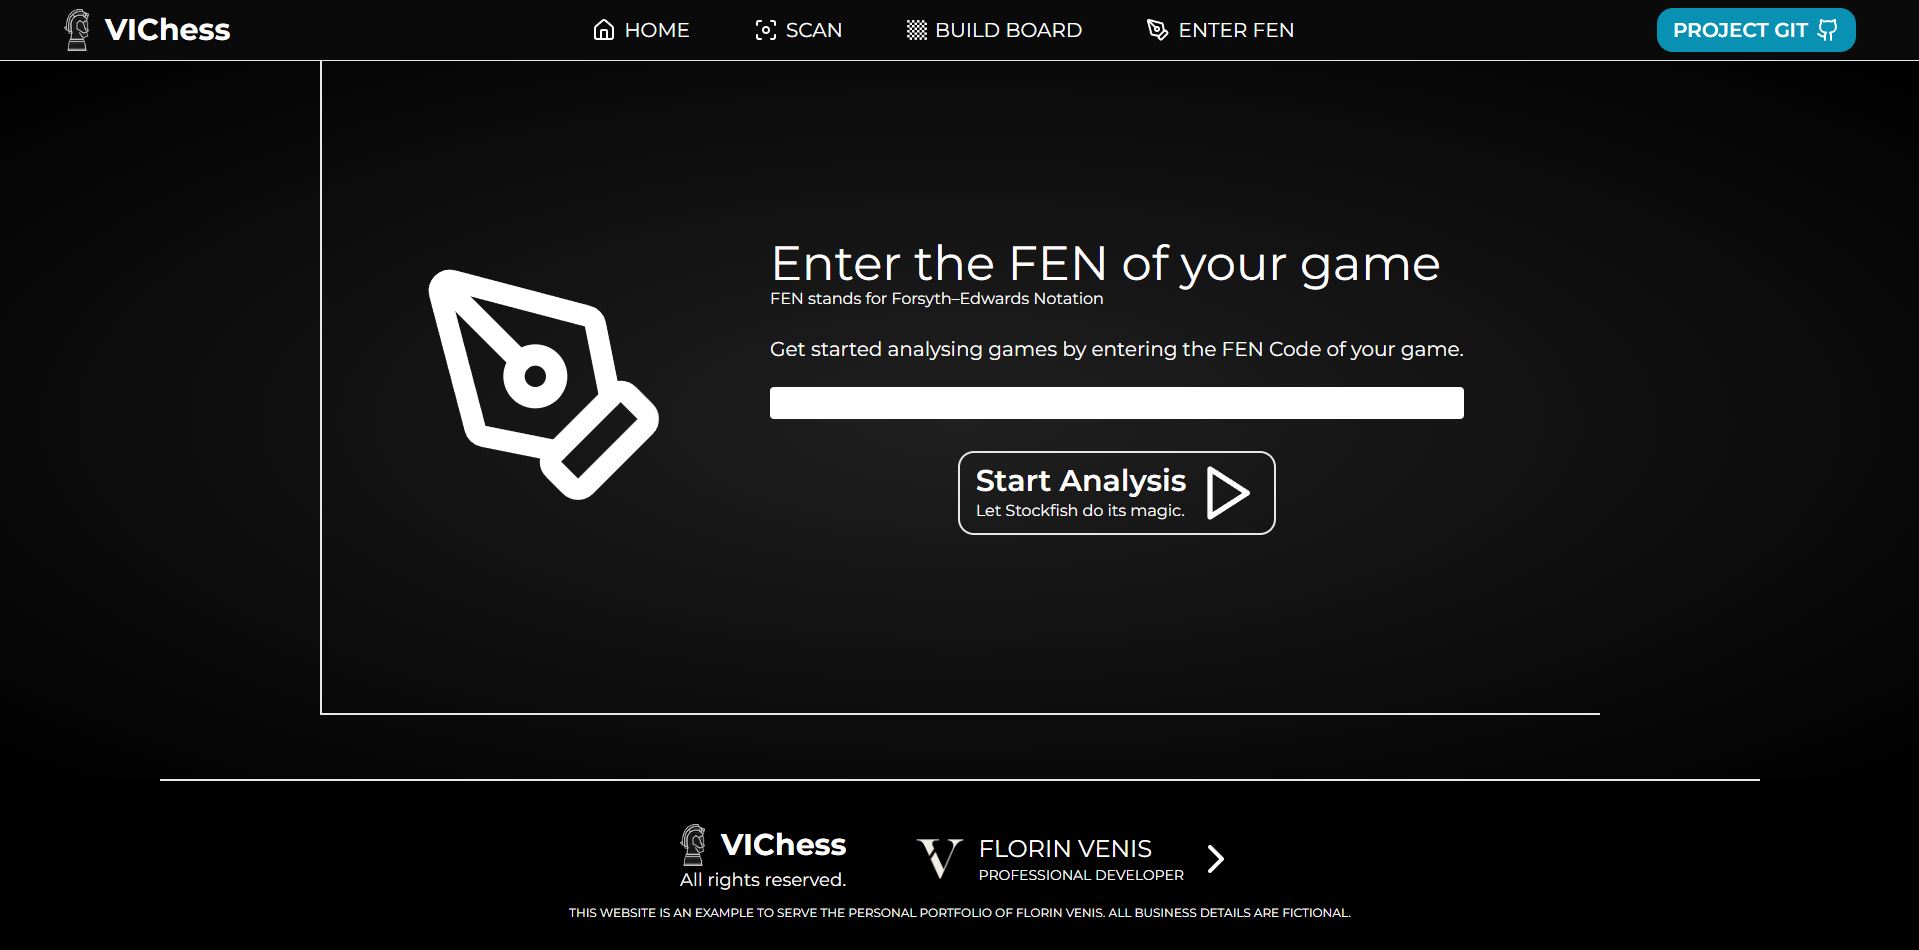 VIChess
HOME
SCAN
BUILD BOARD
ENTER FEN
PROJECT GIT
Enter the FEN of your game
FEN stands for Forsyth–Edwards Notation
Get started analysing games by entering the FEN Code of your game.
Start Analysis
Let Stockfish do its magic.
VIChess
All rights reserved.
FLORIN VENIS
PROFESSIONAL DEVELOPER
THIS WEBSITE IS AN EXAMPLE TO SERVE THE PERSONAL PORTFOLIO OF FLORIN VENIS. ALL BUSINESS DETAILS ARE FICTIONAL.